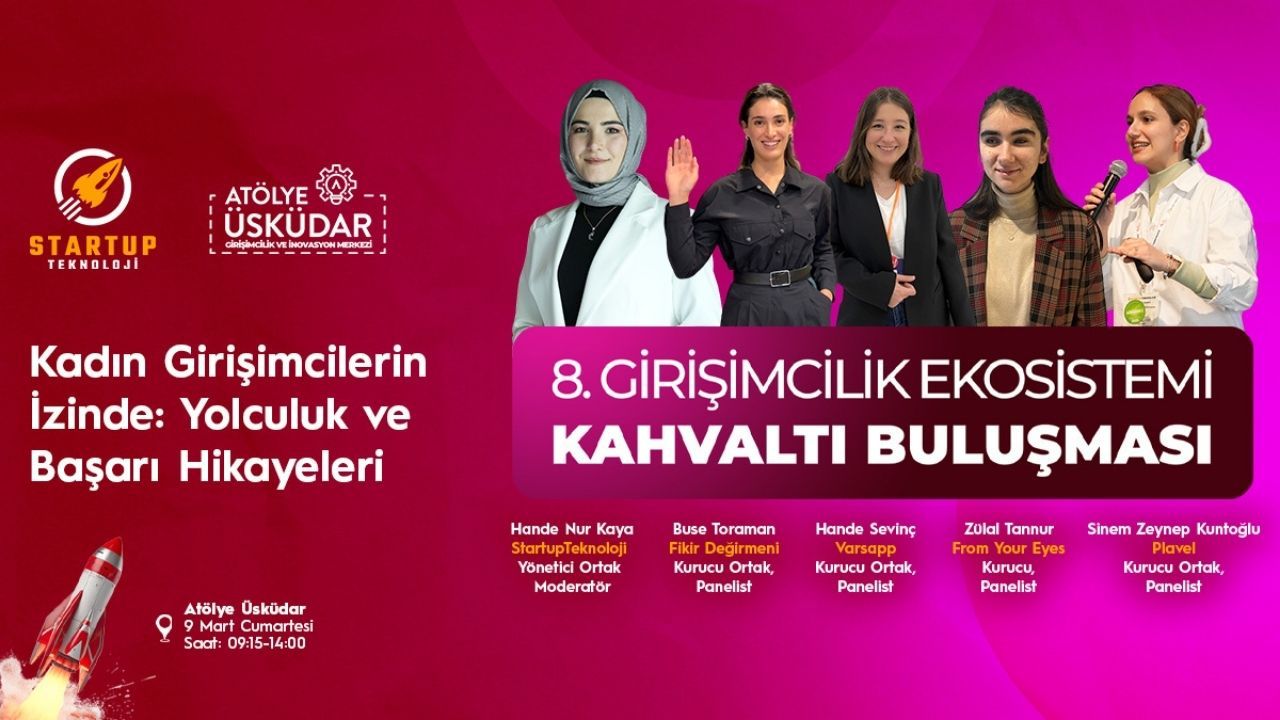 STARTUP
TEKNOLOJİ
ATÖLYE
ÜSKÜDAR
GİRİŞİMCİLİK VE İNOVASYON MERKEZİ
Kadın Girişimcilerin
İzinde: Yolculuk ve
Başarı Hikayeleri
8. GİRİŞİMCİLİK EKOSİSTEMİ
KAHVALTI BULUŞMASI
Hande Nur Kaya
StartupTeknoloji
Yönetici Ortak
Moderatör
Buse Toraman
Fikir Değirmeni
Kurucu Ortak,
Panelist
Hande Sevinç
Varsapp
Kurucu Ortak,
Panelist
Zülal Tannur
From Your Eyes
Kurucu,
Panelist
Sinem Zeynep Kuntoğlu
Plavel
Kurucu Ortak,
Panelist
Atölye Üsküdar
9 Mart Cumartesi
Saat: 09:15-14:00